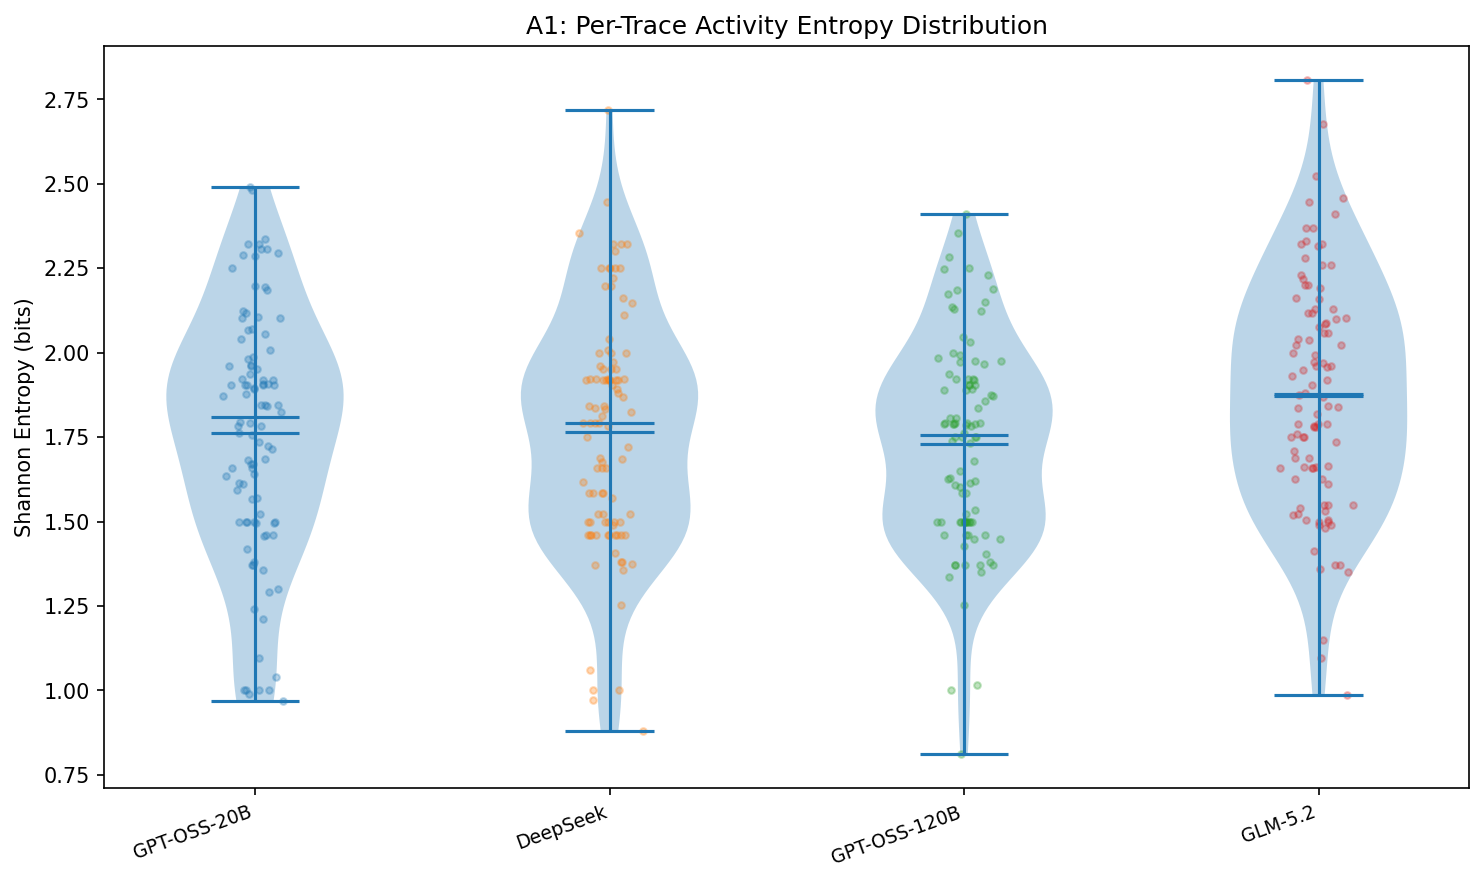 A1: Per-Trace Activity Entropy Distribution
Shannon Entropy (bits)
2.75
2.50
2.25
2.00
1.75
1.50
1.25
1.00
0.75
GPT-OSS-20B
DeepSeek
GPT-OSS-120B
GLM-5.2